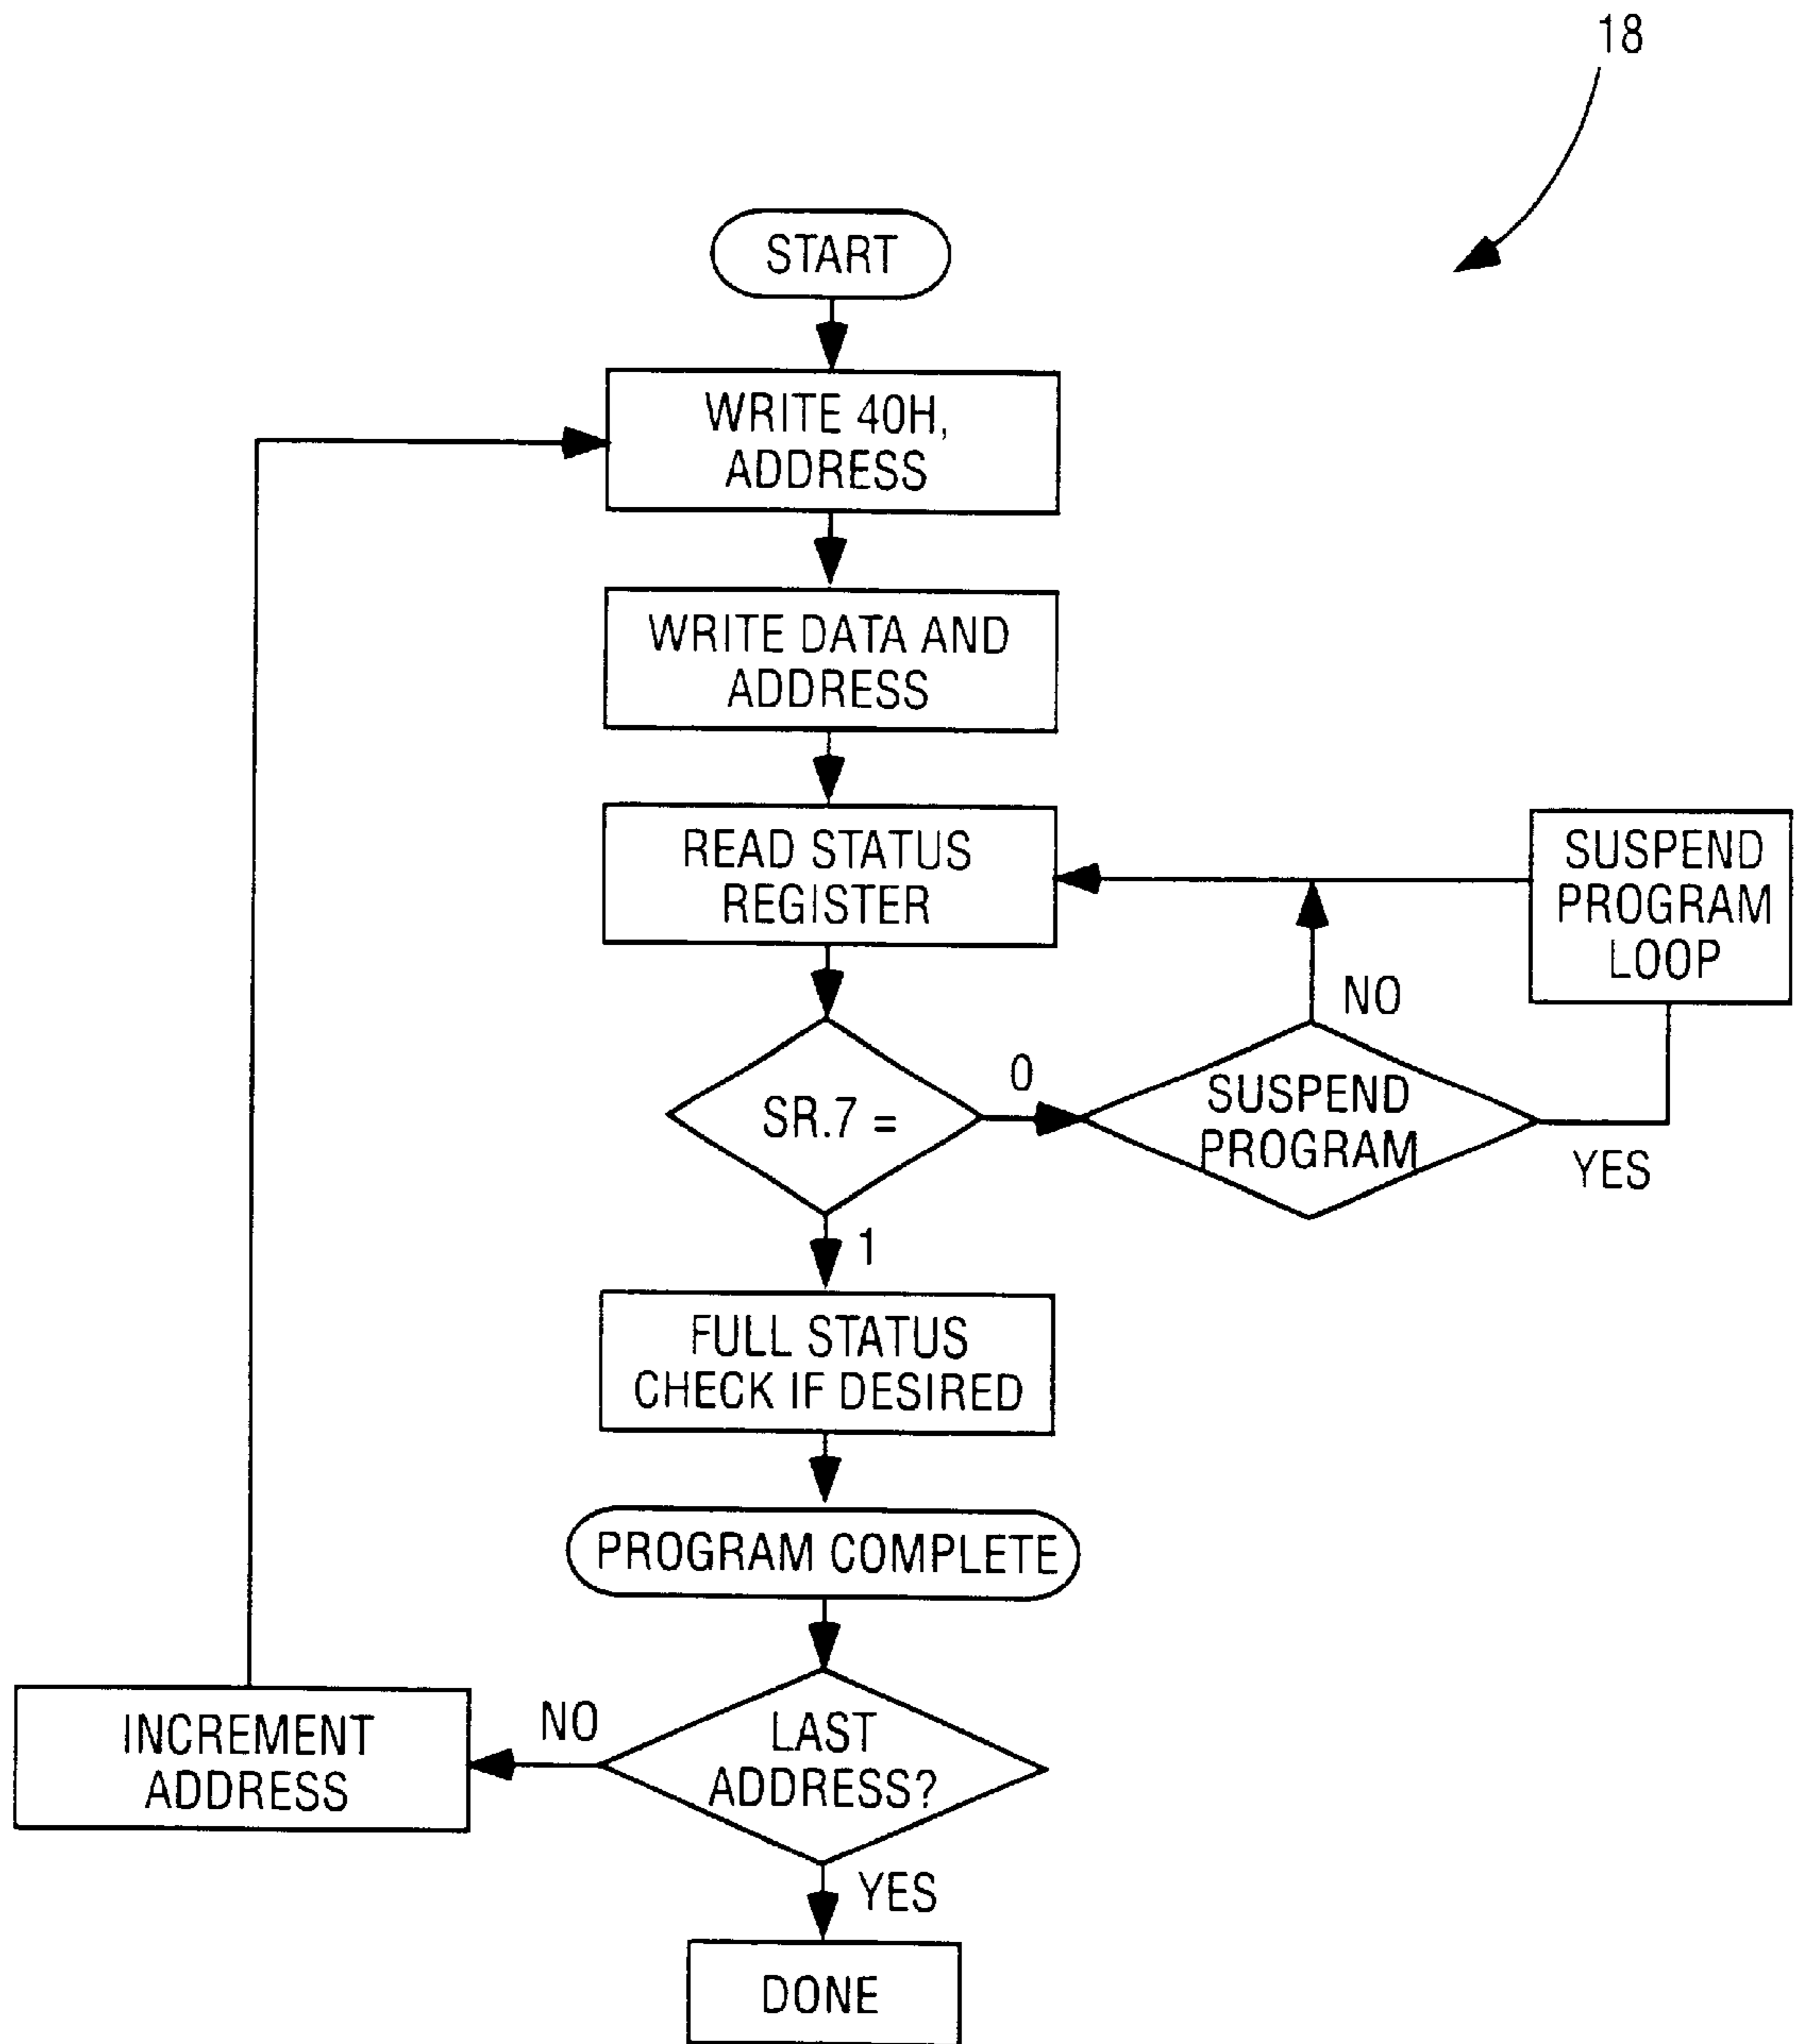 18
START
WRITE 40H,
ADDRESS
WRITE DATA AND
ADDRESS
READ STATUS
REGISTER
SUSPEND
PROGRAM
LOOP
NO
SR.7 =
0
SUSPEND
PROGRAM
YES
1
FULL STATUS
CHECK IF DESIRED
PROGRAM COMPLETE
LAST
ADDRESS?
NO
INCREMENT
ADDRESS
YES
DONE